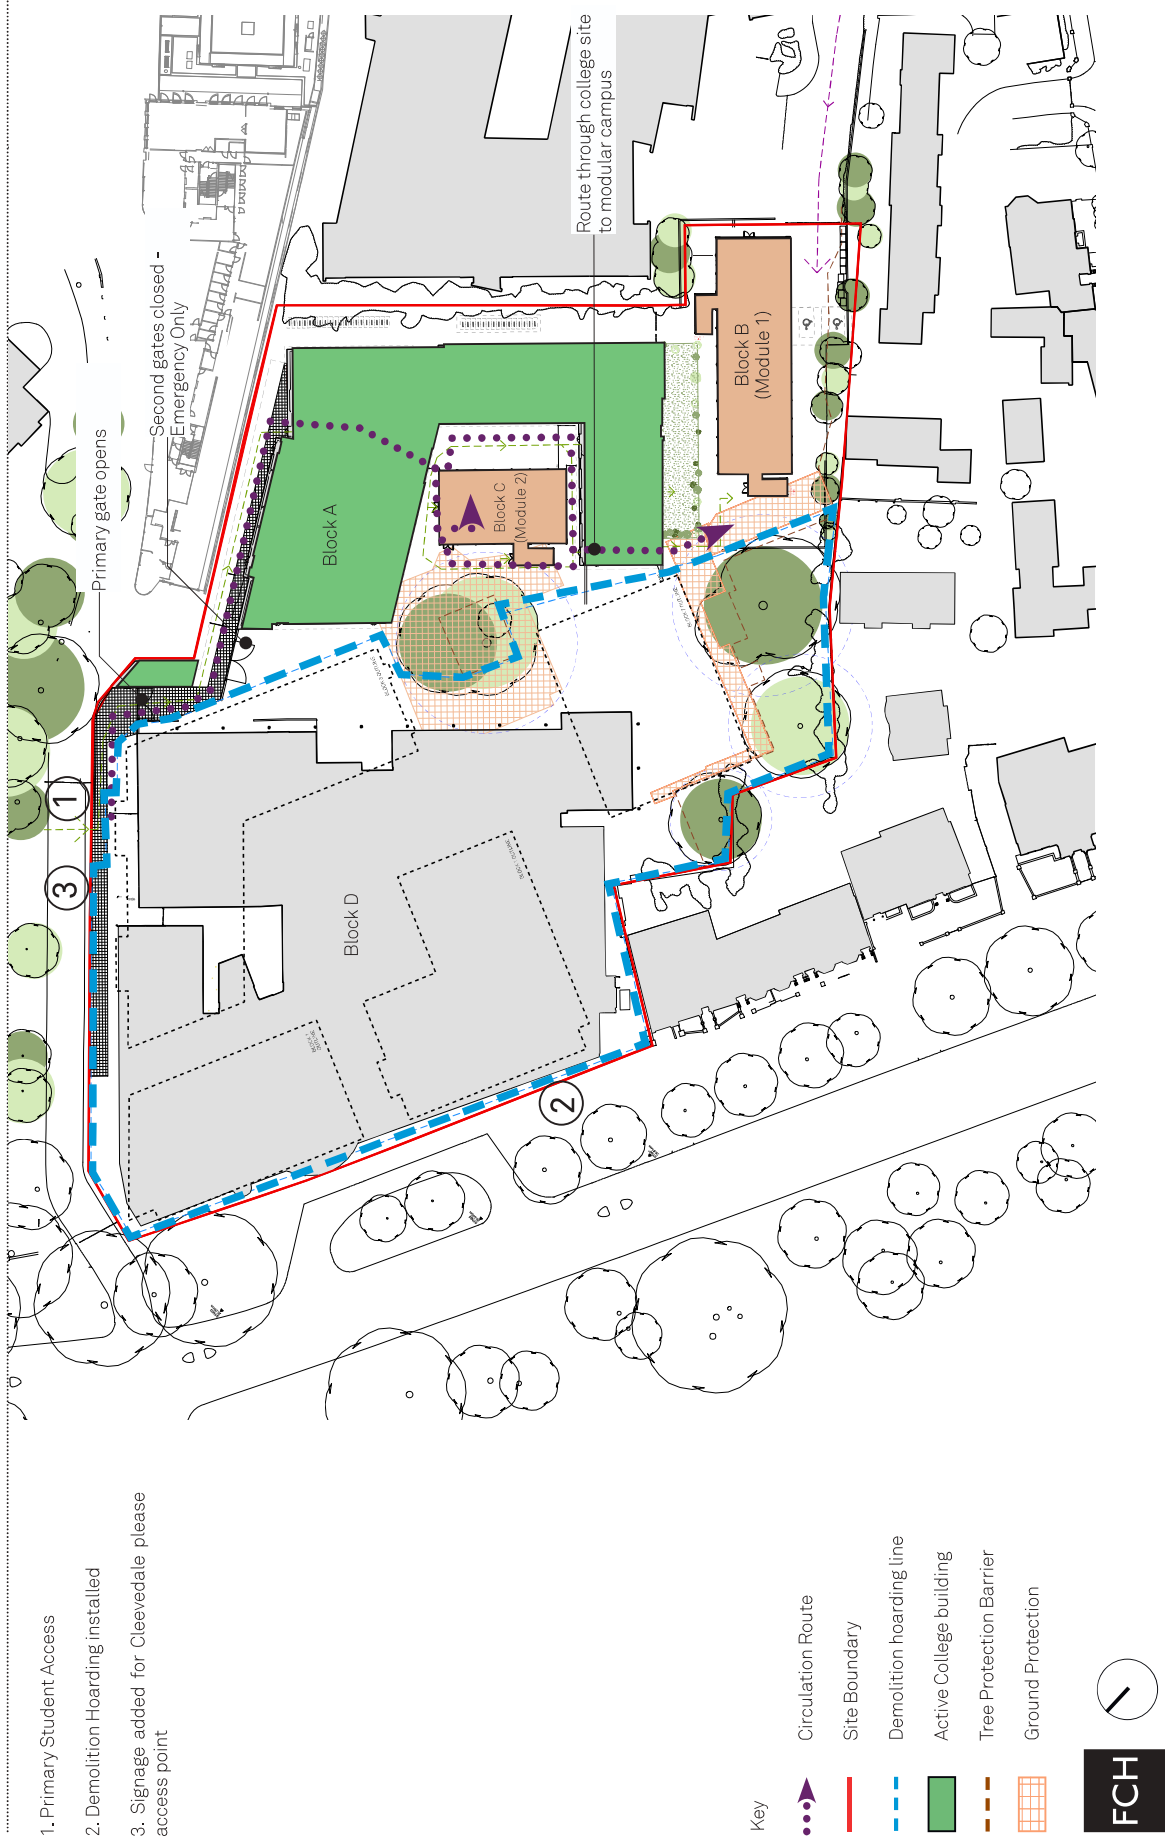 1. Primary Student Access
2. Demolition Hoarding installed
3. Signage added for Cleevedale please
access point
Primary gate opens
Second gates closed -
Emergency Only
Route through college site
to modular campus
1
3
2
Block A
Block B
(Module 1)
Block C
(Module 2)
Block D
Key
Circulation Route
Site Boundary
Demolition hoarding line
Active College building
Tree Protection Barrier
Ground Protection
FCH